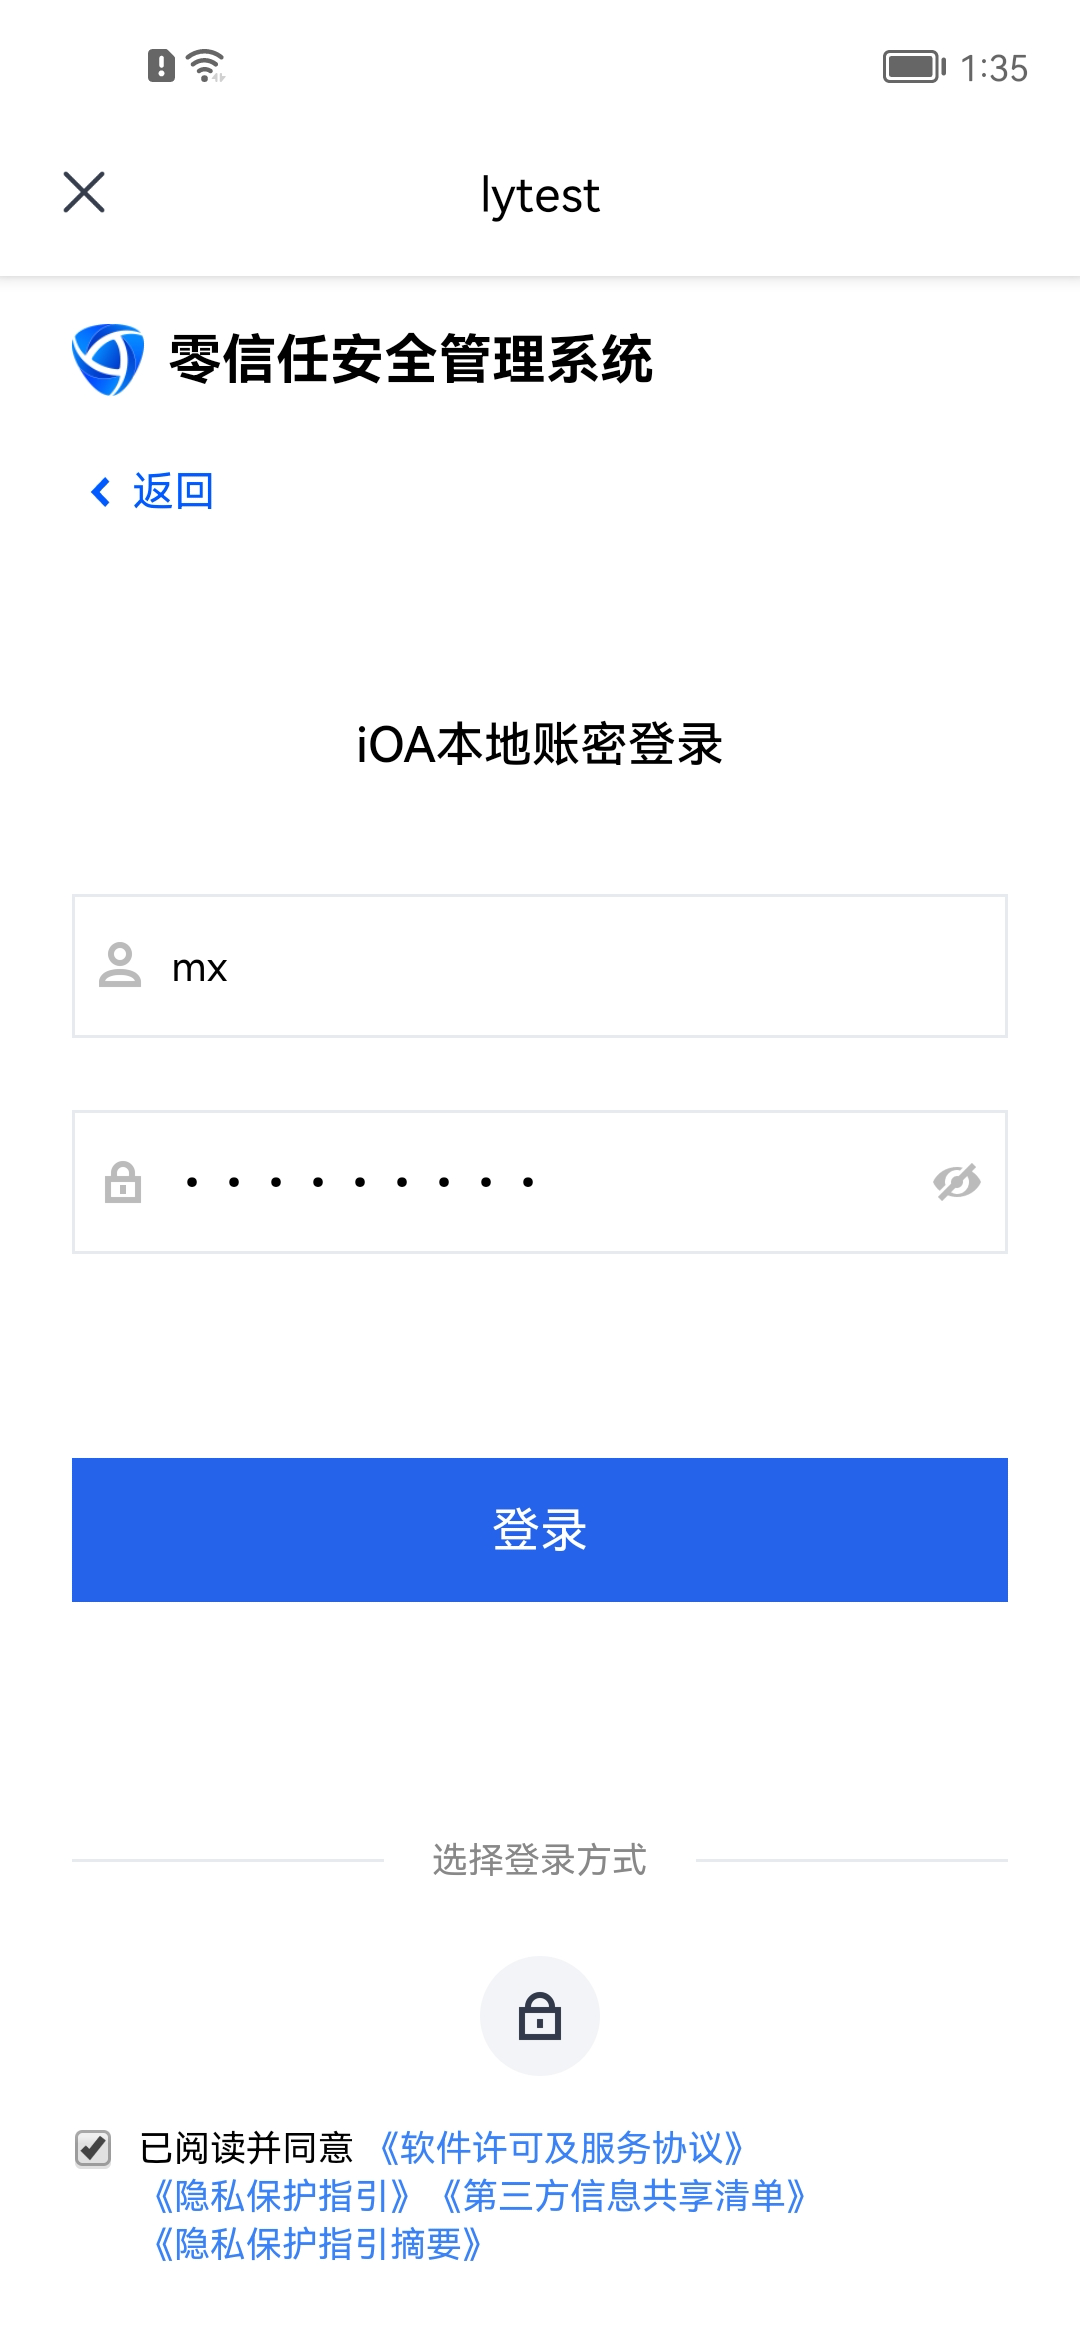 1:35
lytest
零信任安全管理系统
返回
iOA本地账密登录
mx
•••••••••
登录
选择登录方式
已阅读并同意 《软件许可及服务协议》
《隐私保护指引》《第三方信息共享清单》
《隐私保护指引摘要》